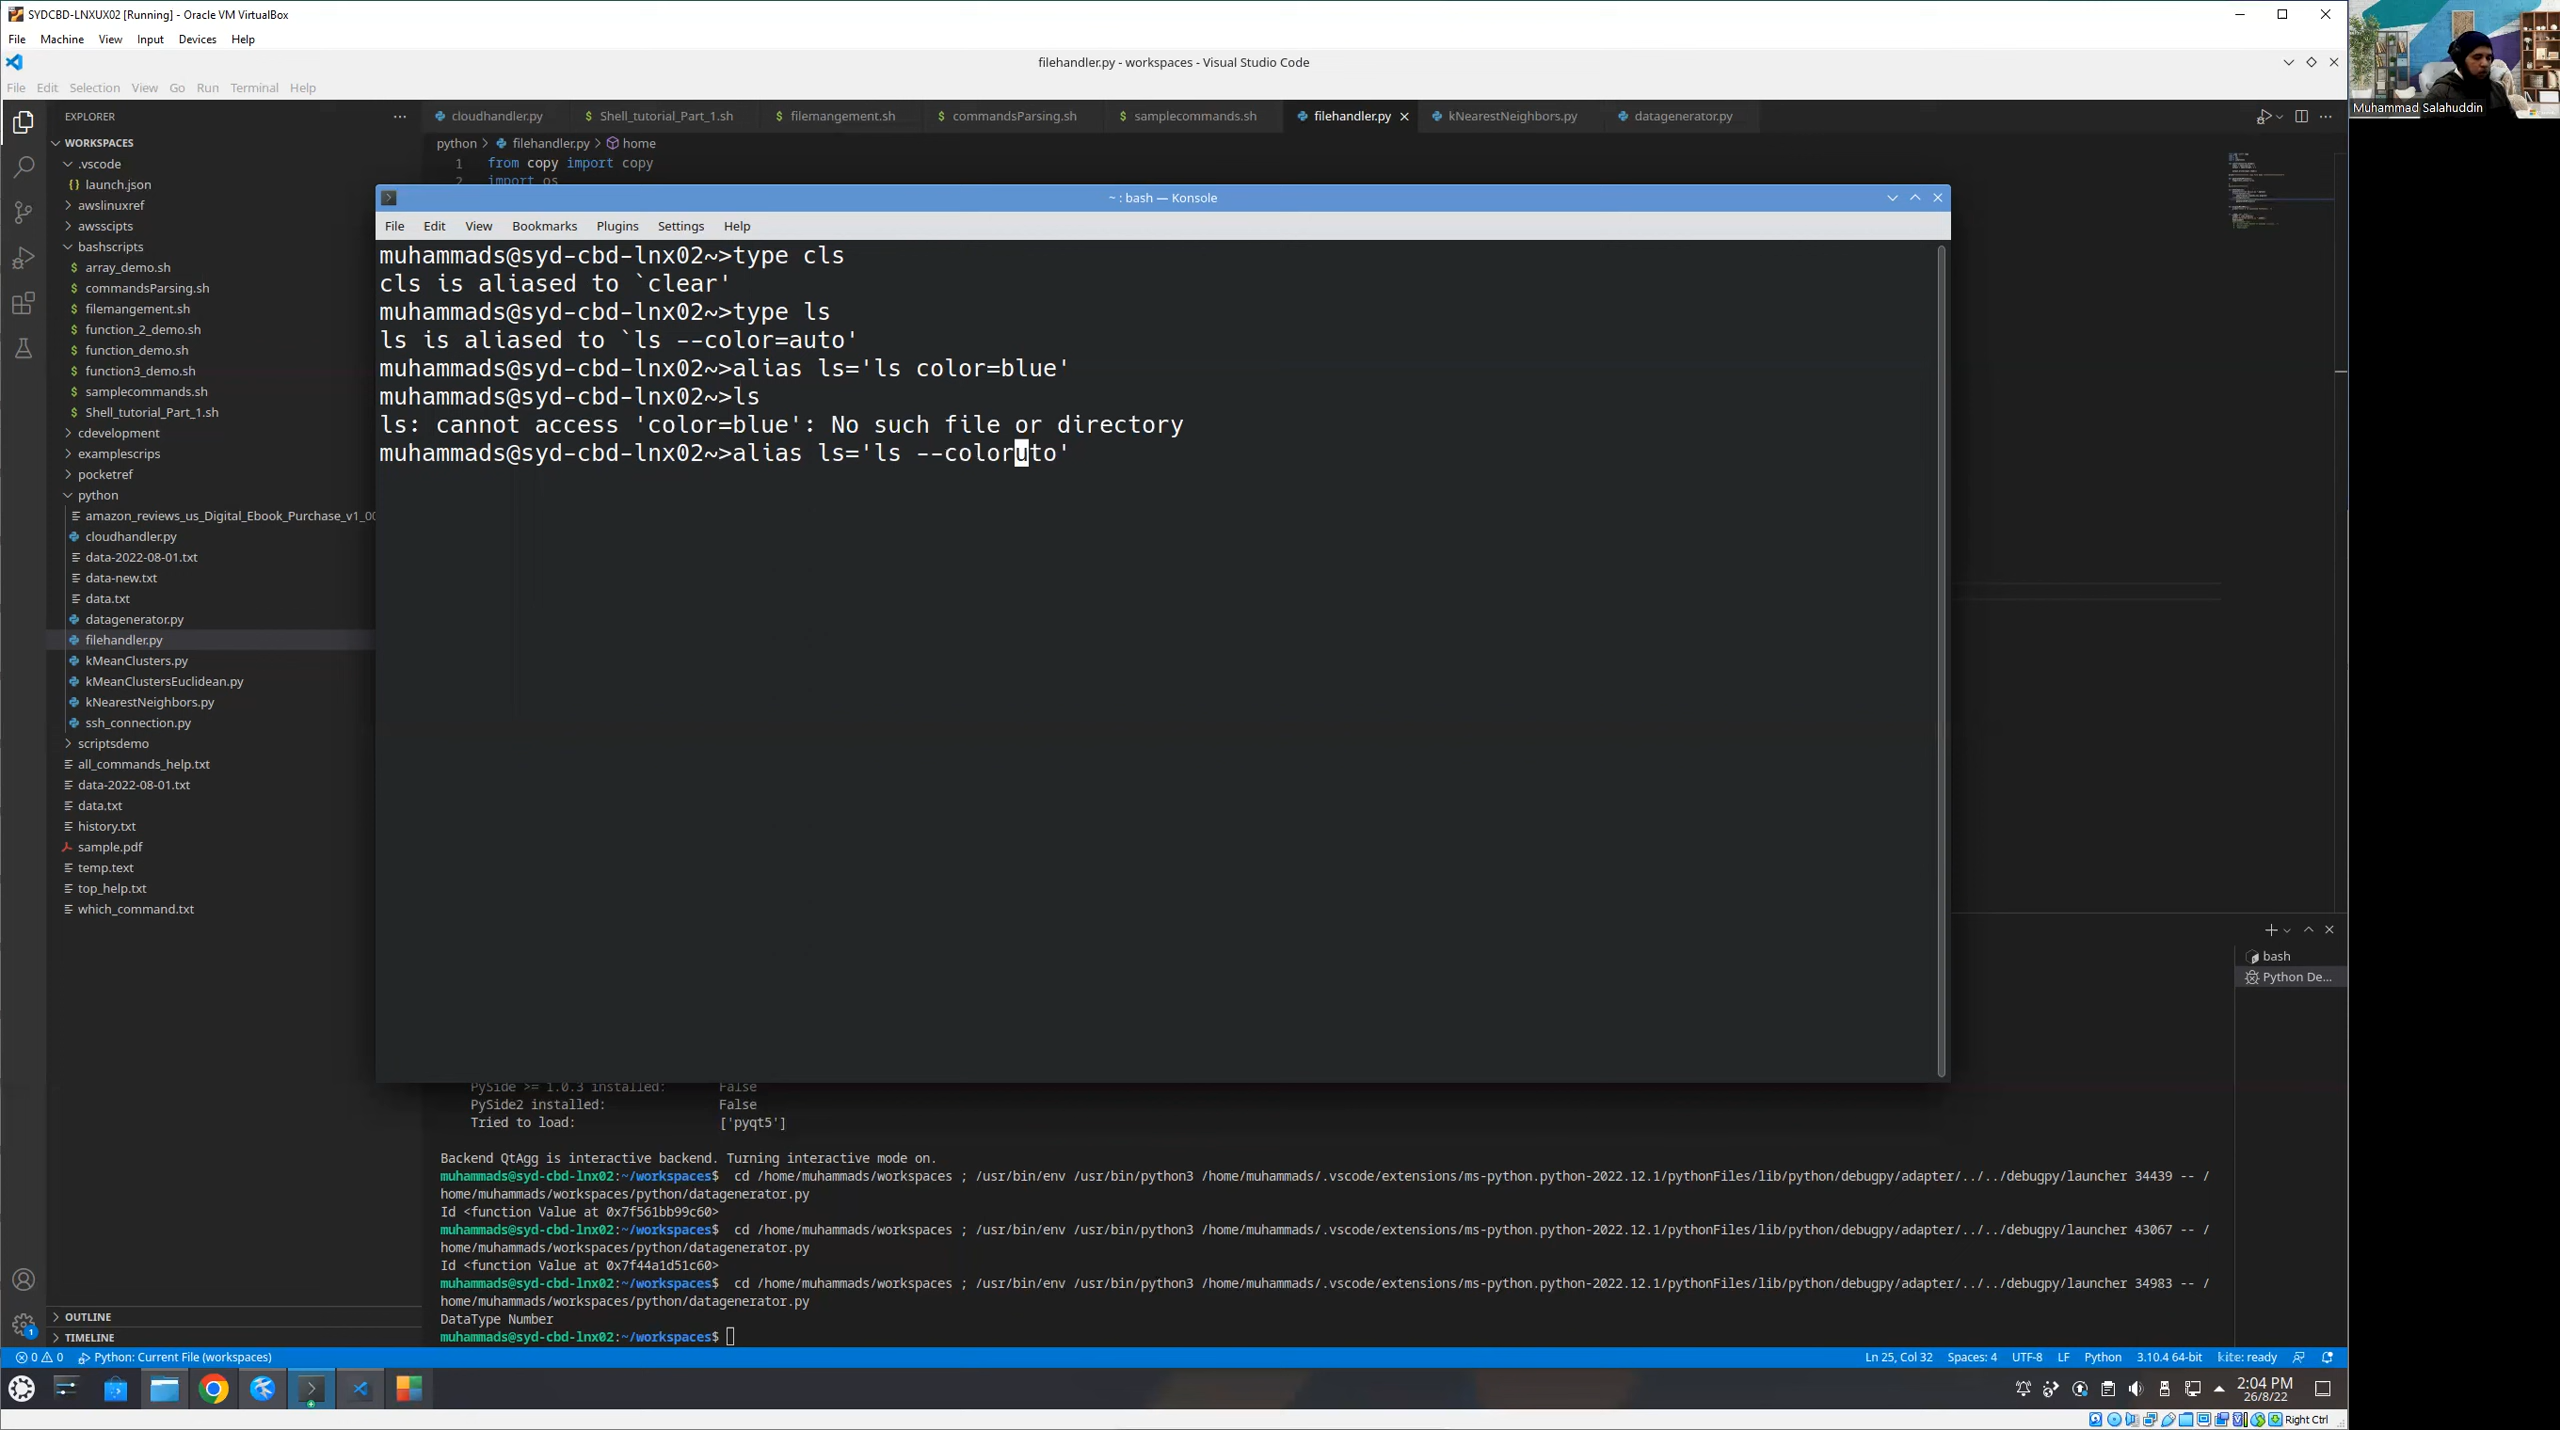 SYDCBD-LNXUX02 [Running] - Oracle VM VirtualBox
File Machine View Input Devices Help
filehandler.py - workspaces - Visual Studio Code
File Edit Selection View Go Run Terminal Help
Muhammad Salahuddin
EXPLORER
cloudhandler.py Shell_tutorial_Part_1.sh filemangement.sh commandsParsing.sh samplecommands.sh filehandler.py kNearestNeighbors.py datagenerator.py
WORKSPACES
python > filehandler.py > home
1 from copy import copy
2 import os
.vscode
launch.json
awslinuxref
awsscipts
bashscripts
array_demo.sh
commandsParsing.sh
filemangement.sh
function_2_demo.sh
function_demo.sh
function3_demo.sh
samplecommands.sh
Shell_tutorial_Part_1.sh
cdevelopment
examplescrips
pocketref
python
amazon_reviews_us_Digital_Ebook_Purchase_v1_00
cloudhandler.py
data-2022-08-01.txt
data-new.txt
data.txt
datagenerator.py
filehandler.py
kMeanClusters.py
kMeanClustersEuclidean.py
kNearestNeighbors.py
ssh_connection.py
scriptsdemo
all_commands_help.txt
data-2022-08-01.txt
data.txt
history.txt
sample.pdf
temp.text
top_help.txt
which_command.txt
OUTLINE
TIMELINE
~ : bash — Konsole
File Edit View Bookmarks Plugins Settings Help
muhammads@syd-cbd-lnx02~>type cls
cls is aliased to `clear'
muhammads@syd-cbd-lnx02~>type ls
ls is aliased to `ls --color=auto'
muhammads@syd-cbd-lnx02~>alias ls='ls color=blue'
muhammads@syd-cbd-lnx02~>ls
ls: cannot access 'color=blue': No such file or directory
muhammads@syd-cbd-lnx02~>alias ls='ls --coloruto'
bash
Python De...
PySide >= 1.0.3 installed: False
PySide2 installed: False
Tried to load: ['pyqt5']
Backend QtAgg is interactive backend. Turning interactive mode on.
muhammads@syd-cbd-lnx02:~/workspaces$ cd /home/muhammads/workspaces ; /usr/bin/env /usr/bin/python3 /home/muhammads/.vscode/extensions/ms-python.python-2022.12.1/pythonFiles/lib/python/debugpy/adapter/../../debugpy/launcher 34439 -- /
home/muhammads/workspaces/python/datagenerator.py
Id <function Value at 0x7f561bb99c60>
muhammads@syd-cbd-lnx02:~/workspaces$ cd /home/muhammads/workspaces ; /usr/bin/env /usr/bin/python3 /home/muhammads/.vscode/extensions/ms-python.python-2022.12.1/pythonFiles/lib/python/debugpy/adapter/../../debugpy/launcher 43067 -- /
home/muhammads/workspaces/python/datagenerator.py
Id <function Value at 0x7f44a1d51c60>
muhammads@syd-cbd-lnx02:~/workspaces$ cd /home/muhammads/workspaces ; /usr/bin/env /usr/bin/python3 /home/muhammads/.vscode/extensions/ms-python.python-2022.12.1/pythonFiles/lib/python/debugpy/adapter/../../debugpy/launcher 34983 -- /
home/muhammads/workspaces/python/datagenerator.py
DataType Number
muhammads@syd-cbd-lnx02:~/workspaces$
0 0 Python: Current File (workspaces) Ln 25, Col 32 Spaces: 4 UTF-8 LF Python 3.10.4 64-bit kite: ready
2:04 PM
26/8/22
Right Ctrl